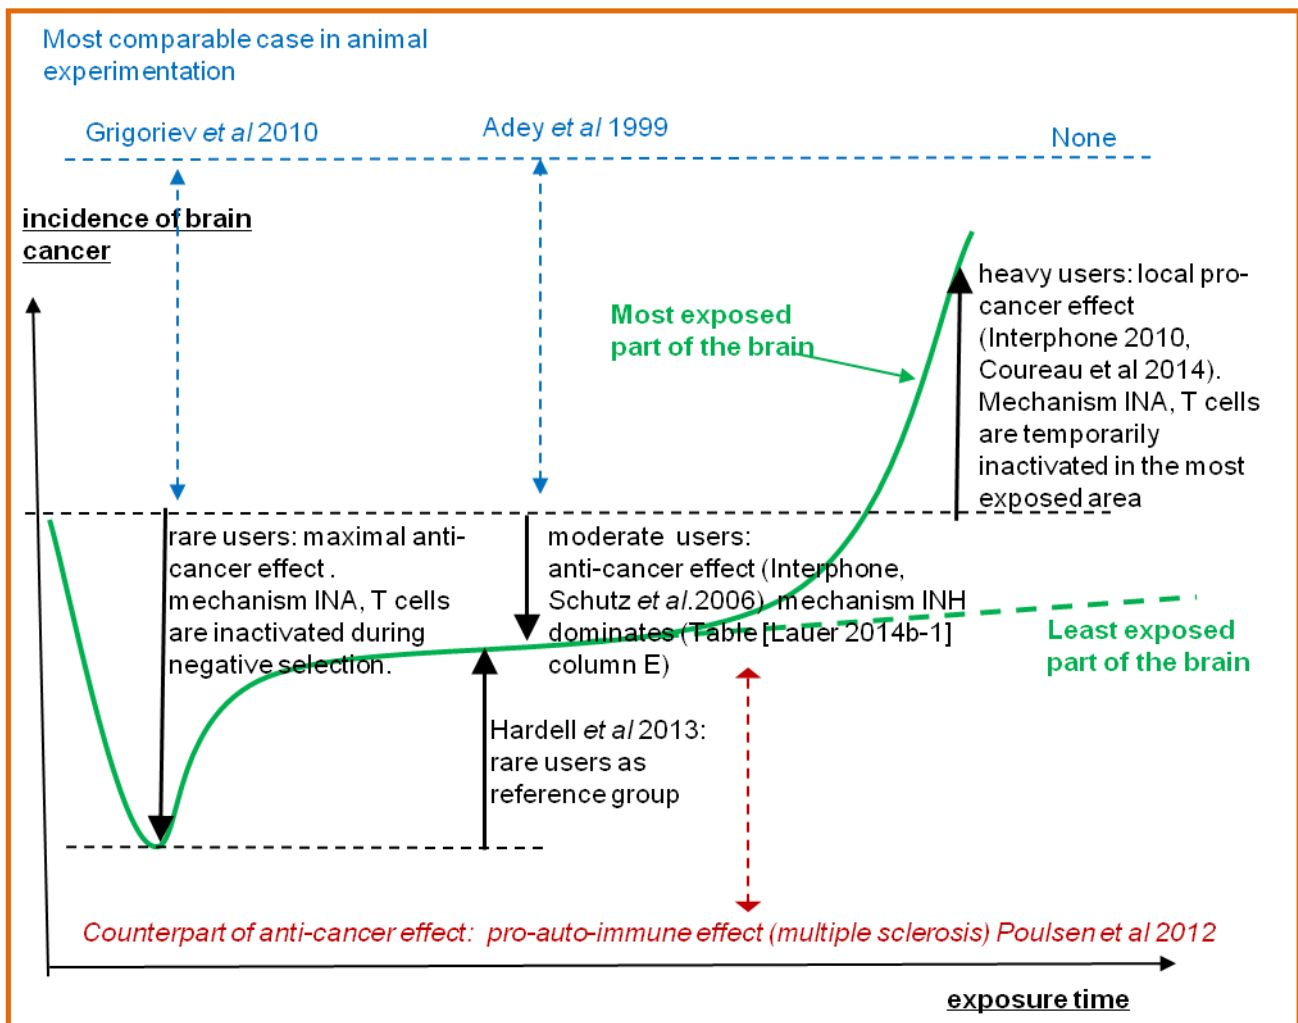 Most comparable case in animal
experimentation
Grigoriev et al 2010
Adey et al 1999
None
incidence of brain
cancer
Most exposed
part of the brain
heavy users: local pro-
cancer effect
(Interphone 2010,
Coureau et al 2014).
Mechanism INA, T cells
are temporarily
inactivated in the most
exposed area
rare users: maximal anti-
cancer effect .
mechanism INA, T cells
are inactivated during
negative selection.
moderate users:
anti-cancer effect (Interphone,
Schutz et al.2006) mechanism INH
dominates (Table [Lauer 2014b-1]
column E)
Least exposed
part of the brain
Hardell et al 2013:
rare users as
reference group
Counterpart of anti-cancer effect: pro-auto-immune effect (multiple sclerosis) Poulsen et al 2012
exposure time